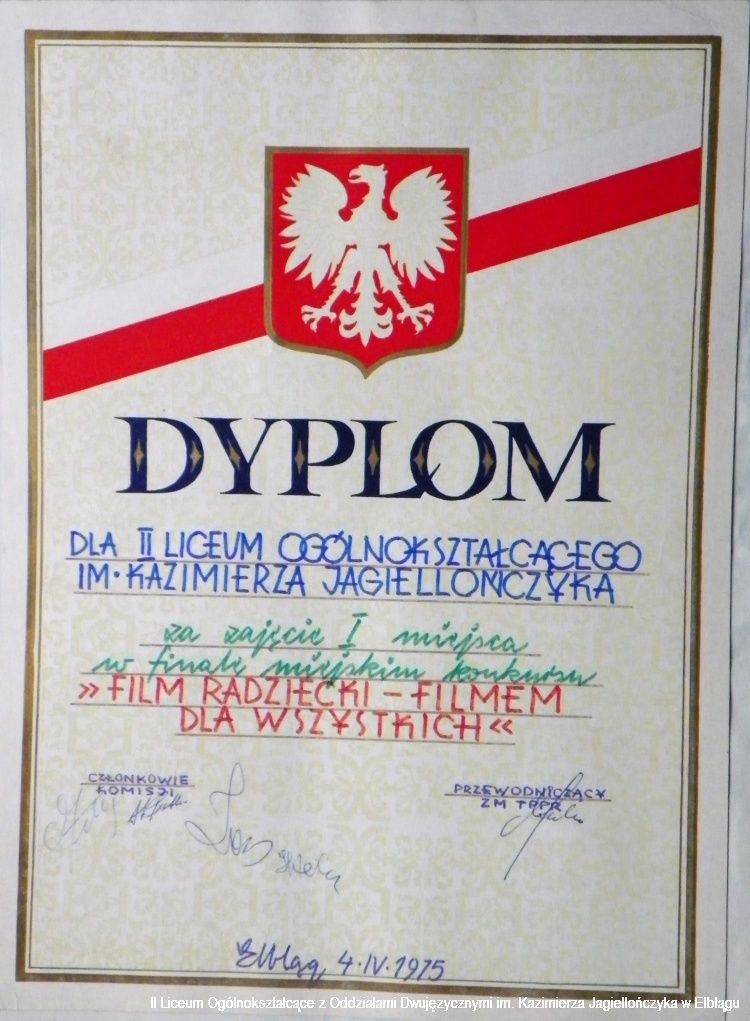 DYPLOM
DLA II LICEUM OGÓLNOKSZTAŁCĄCEGO
IM. KAZIMIERZA JAGIELLOŃCZYKA
za zajęcie I miejsca
w finale miejskim konkursu
»FILM RADZIECKI – FILMEM
DLA WSZYSTKICH«
CZŁONKOWIE
KOMISJI
PRZEWODNICZĄCY
ZM TPPR
Elbląg 4.IV.1975
II Liceum Ogólnokształcące z Oddziałami Dwujęzycznymi im. Kazimierza Jagiellończyka w Elblągu